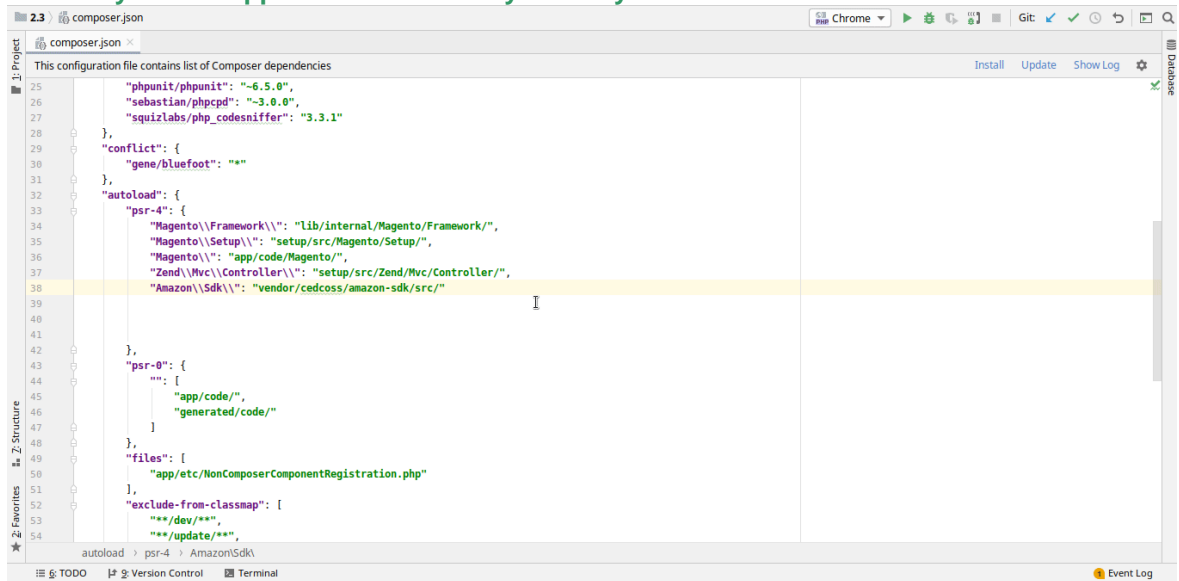 2.3 composer.json Chrome Git:
composer.json
1: Project
Database
This configuration file contains list of Composer dependencies Install Update Show Log
25 "phpunit/phpunit": "~6.5.0",
26 "sebastian/phpcpd": "~3.0.0",
27 "squizlabs/php_codesniffer": "3.3.1"
28 },
29 "conflict": {
30 "gene/bluefoot": "*"
31 },
32 "autoload": {
33 "psr-4": {
34 "Magento\\Framework\\": "lib/internal/Magento/Framework/",
35 "Magento\\Setup\\": "setup/src/Magento/Setup/",
36 "Magento\\": "app/code/Magento/",
37 "Zend\\Mvc\\Controller\\": "setup/src/Zend/Mvc/Controller/",
38 "Amazon\\Sdk\\": "vendor/cedcoss/amazon-sdk/src/"
39
40
41
42 },
43 "psr-0": {
44 "": [
45 "app/code/",
46 "generated/code/"
47 ]
48 },
49 "files": [
50 "app/etc/NonComposerComponentRegistration.php"
51 ],
52 "exclude-from-classmap": [
53 "**/dev/**",
54 "**/update/**",
7: Structure
2: Favorites
autoload › psr-4 › Amazon\Sdk\
6: TODO 9: Version Control Terminal 1 Event Log